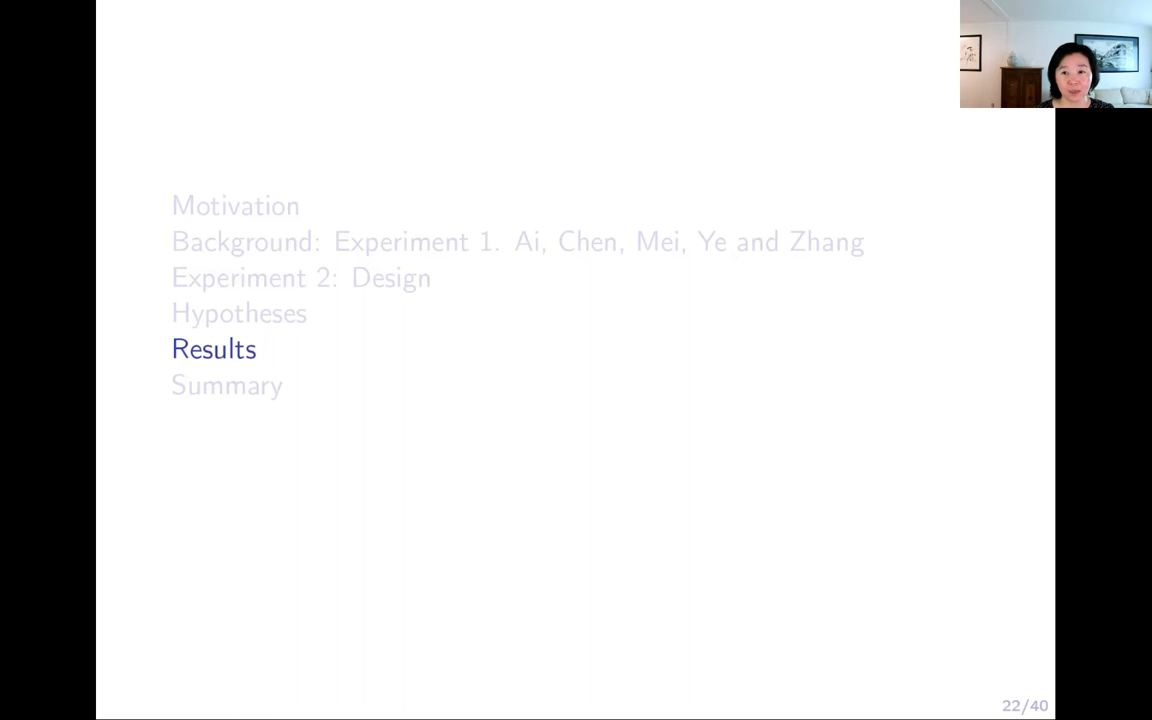 Motivation
Background: Experiment 1. Ai, Chen, Mei, Ye and Zhang
Experiment 2: Design
Hypotheses
Results
Summary
22/40